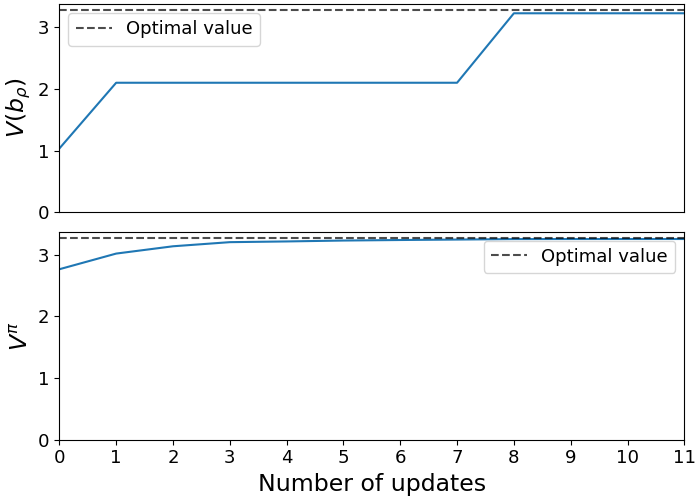 3
2
1
0
V(b_ρ)
Optimal value
3
2
1
0
V^π
Optimal value
0 1 2 3 4 5 6 7 8 9 10 11
Number of updates